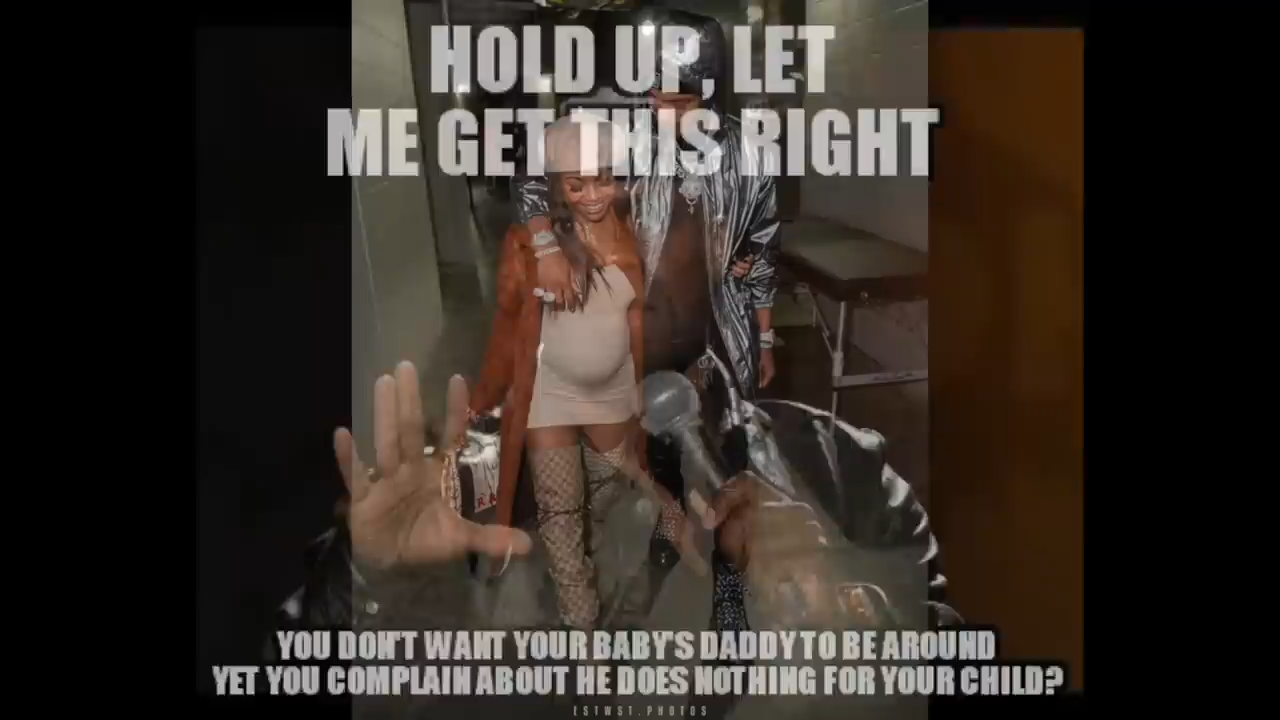 HOLD UP, LET
ME GET THIS RIGHT
YOU DON'T WANT YOUR BABY'S DADDY TO BE AROUND
YET YOU COMPLAIN ABOUT HE DOES NOTHING FOR YOUR CHILD?
ESTWST.PHOTOS